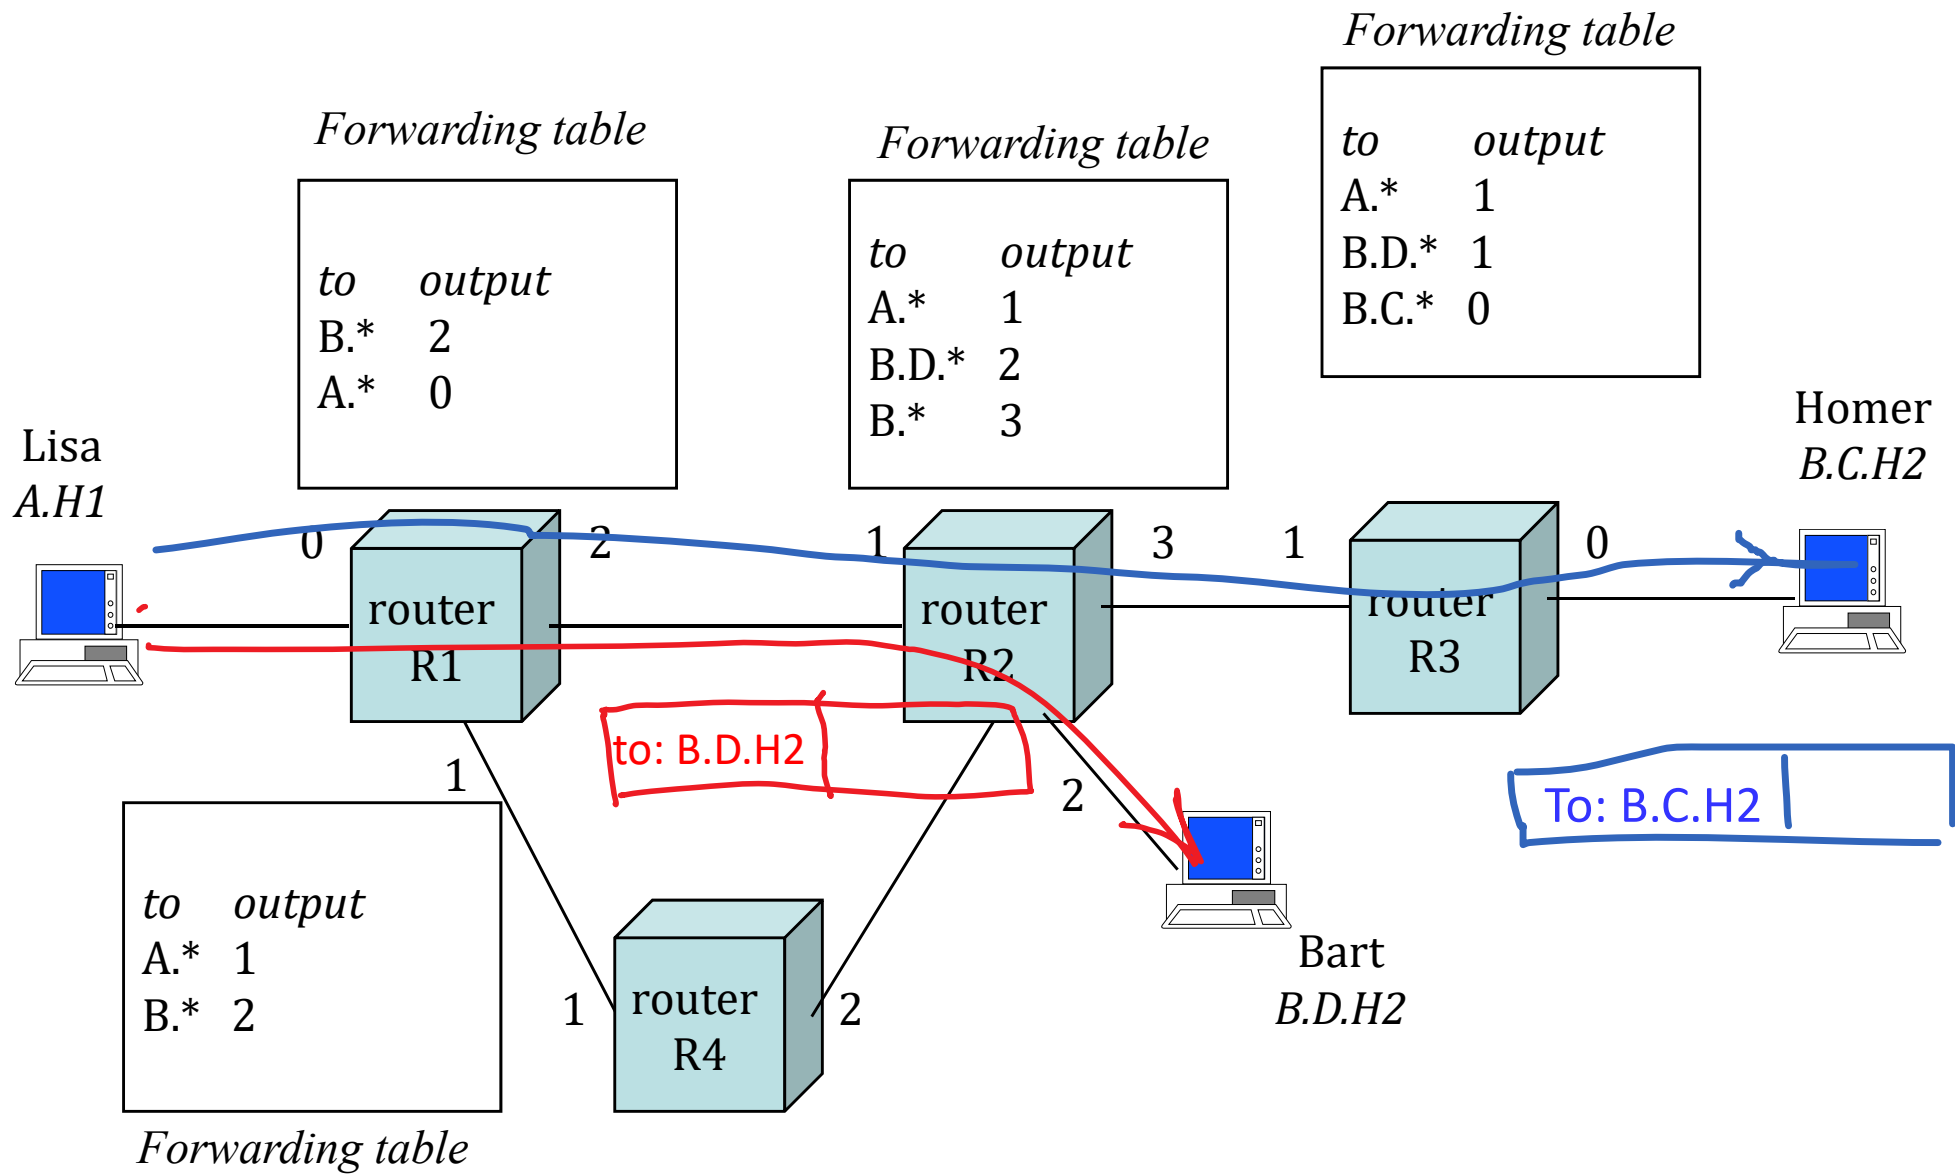 Forwarding table
to output
A.* 1
B.D.* 1
B.C.* 0
Forwarding table
to output
B.* 2
A.* 0
Forwarding table
to output
A.* 1
B.D.* 2
B.* 3
Lisa
A.H1
Homer
B.C.H2
0 2 1 3 1 0
router
R1
router
R2
router
R3
to: B.D.H2
To: B.C.H2
1
2
to output
A.* 1
B.* 2
Forwarding table
1
router
R4
2
Bart
B.D.H2